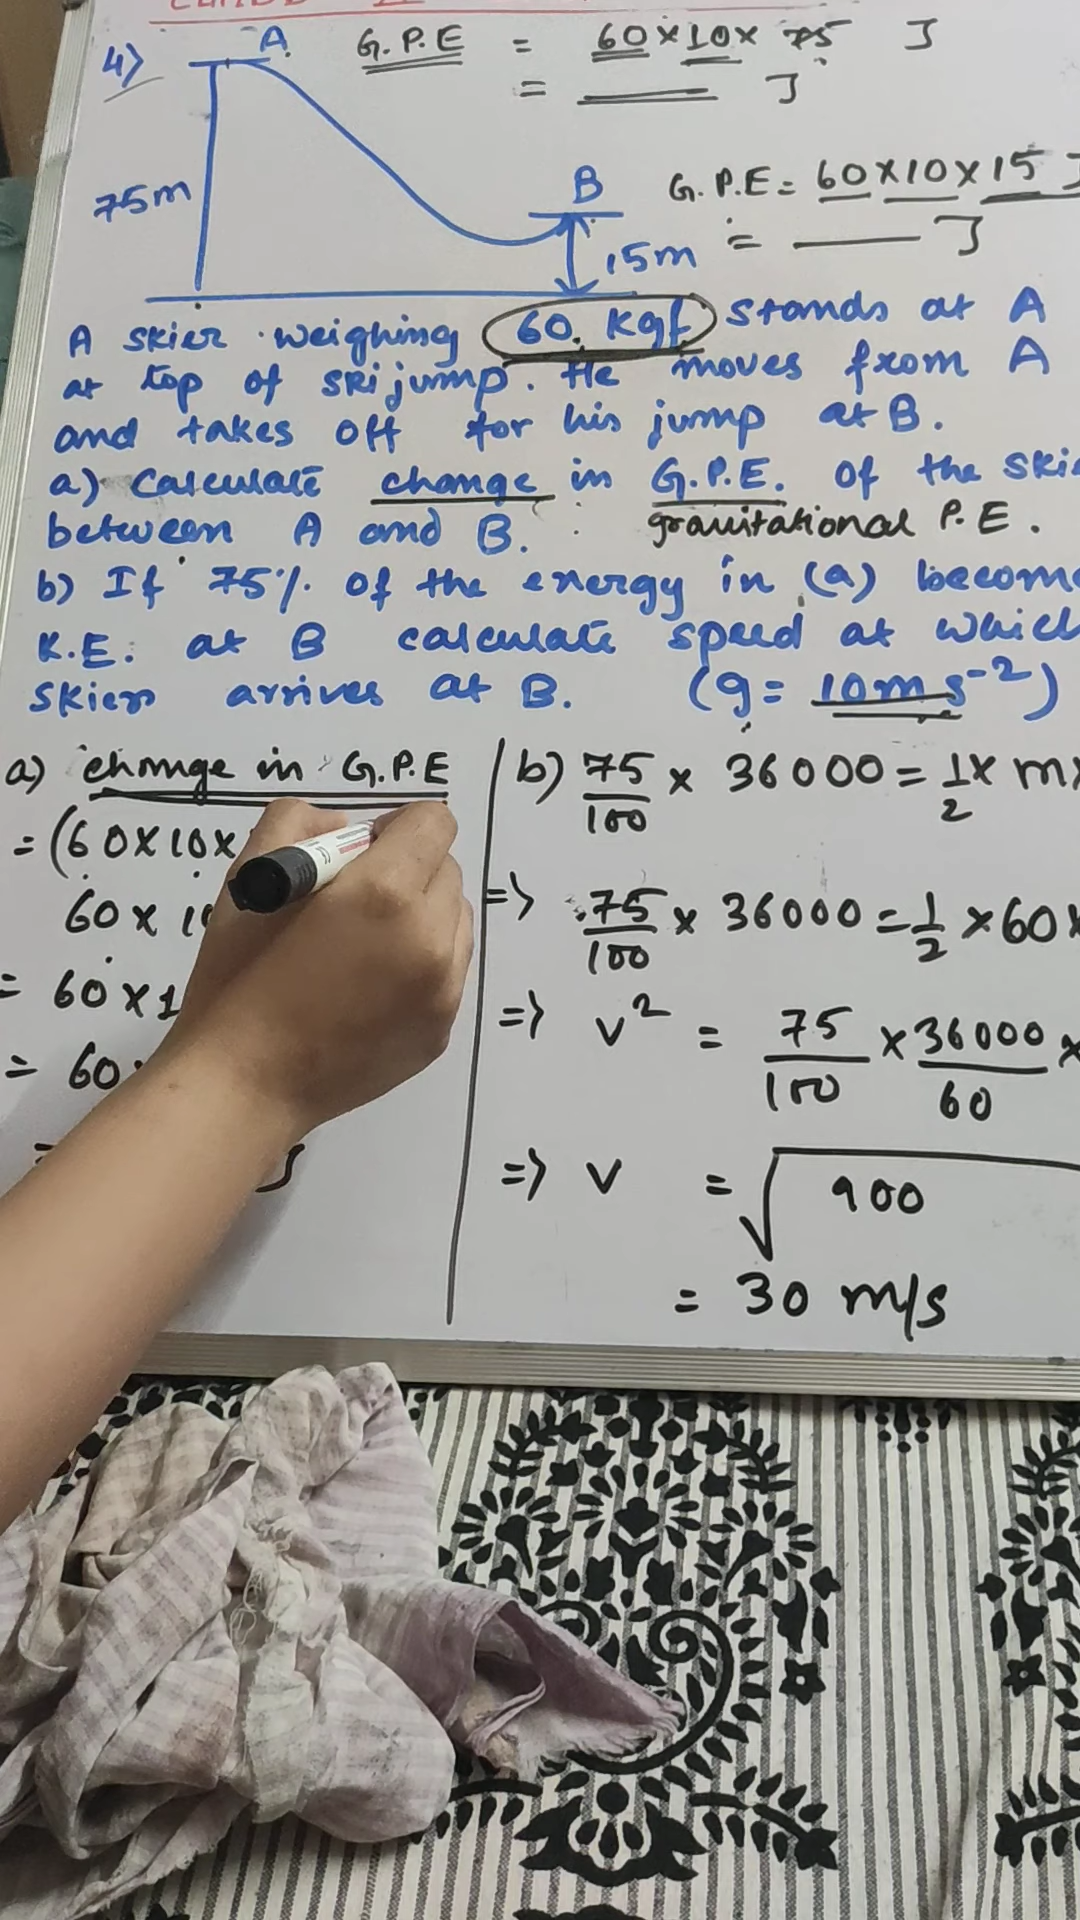 4) A G.P.E = 60×10×75 J
= ____ J
75m
B G.P.E = 60×10×15 J
= ____ J
15m
A skier weighing 60 Kgf stands at A
at top of ski jump. He moves from A
and takes off for his jump at B.
a) Calculate change in G.P.E. of the ski
between A and B. gravitational P.E.
b) If 75% of the energy in (a) become
K.E. at B calculate speed at which
skier arrives at B. (g = 10 m s⁻²)
a) change in G.P.E
= (60×10×
60×1
= 60×1
= 60
J
b) 75/100 × 36000 = 1/2 × m×
=> 75/100 × 36000 = 1/2 × 60×
=> v² = 75/100 × 36000/60 ×
=> v = √900
= 30 m/s